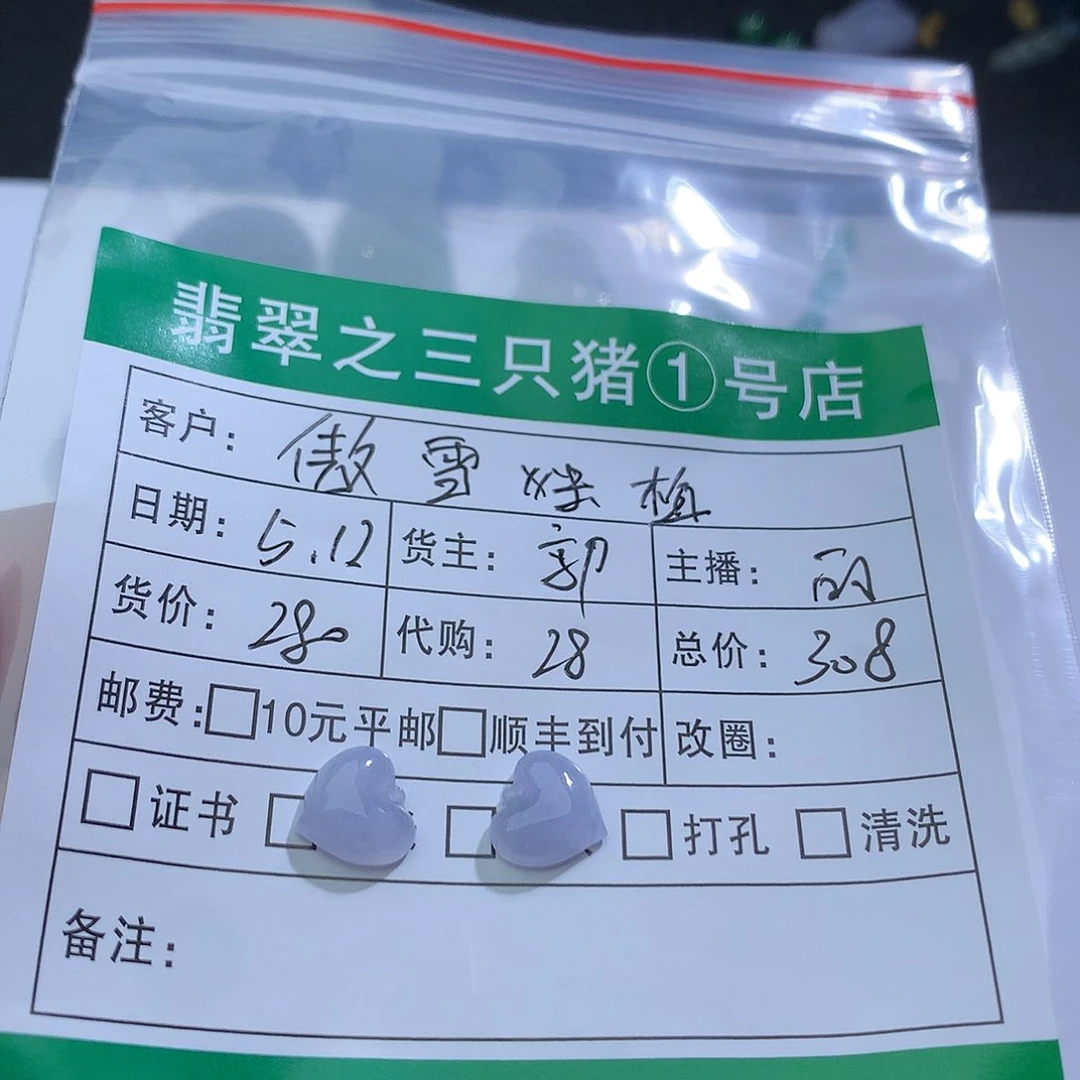 翡翠之三只猪①号店
客户: 傲雪 植
日期: 5.12 货主: 郭 主播: 丽
货价: 280 代购: 28 总价: 308
邮费: □10元平邮 □顺丰到付 改圈:
□证书 □ □ □打孔 □清洗
备注: